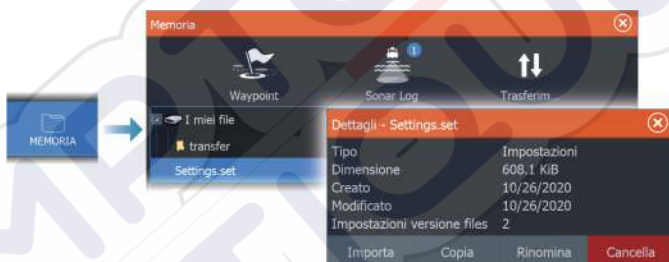 MEMORIA
Memoria
1
Waypoint
Sonar Log
Trasferim...
I miei file
transfer
Settings.set
Dettagli - Settings.set
Tipo Impostazioni
Dimensione 608.1 KiB
Creato 10/26/2020
Modificato 10/26/2020
Impostazioni versione files 2
Importa Copia Rinomina Cancella